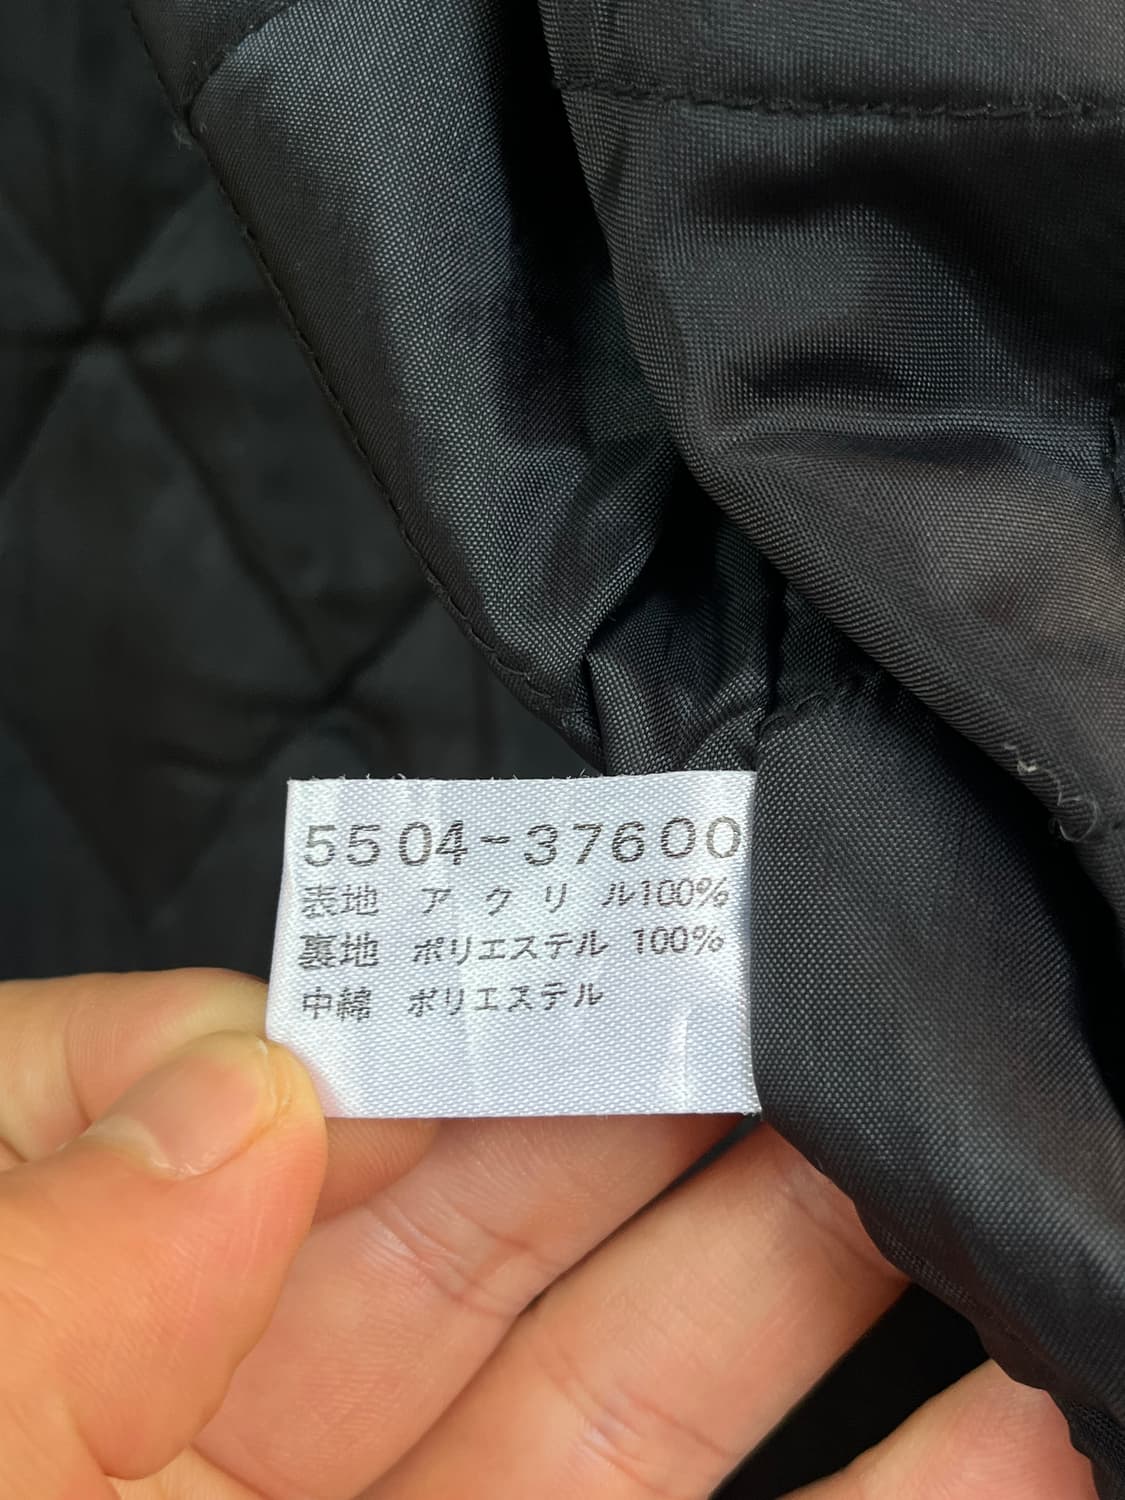 5504-37600
表地 アクリル100%
裏地 ポリエステル 100%
中綿 ポリエステル